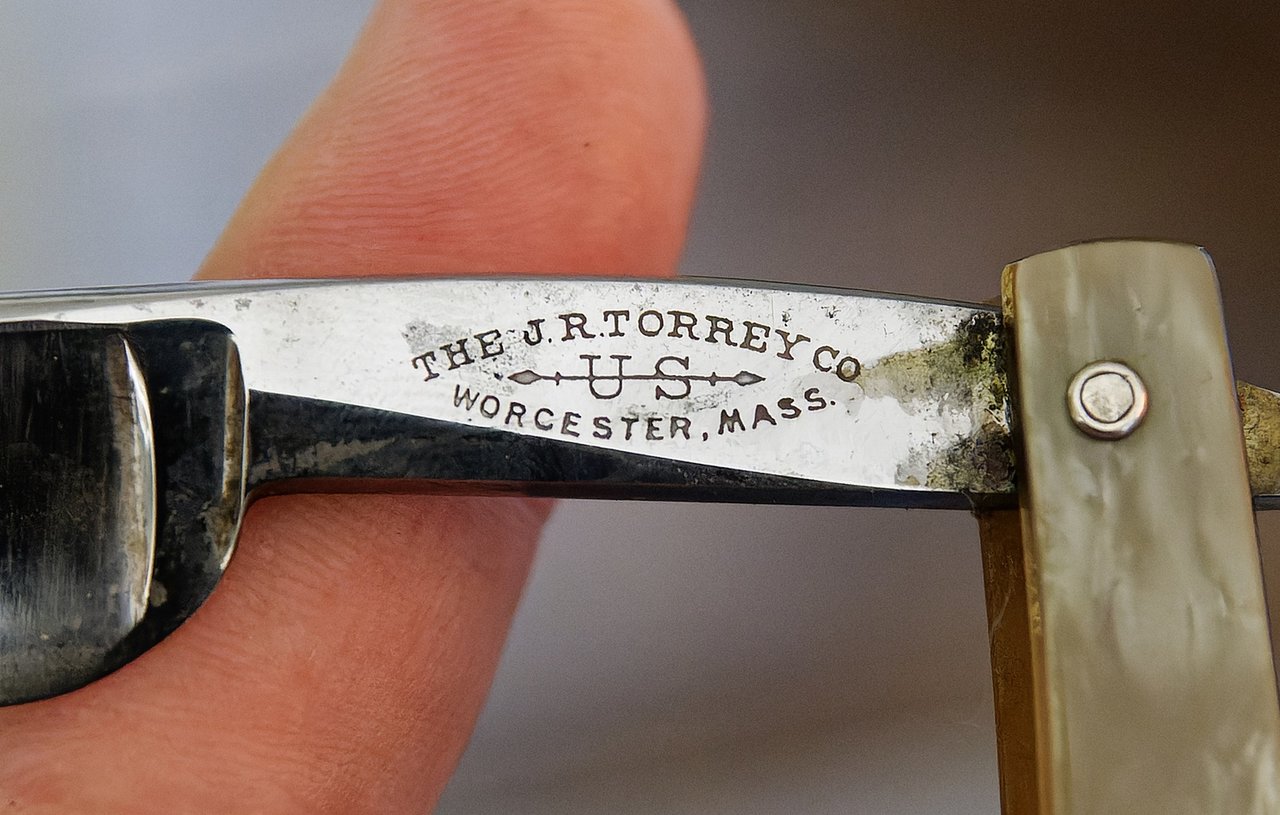 THE J.R.TORREY CO
US
WORCESTER, MASS.